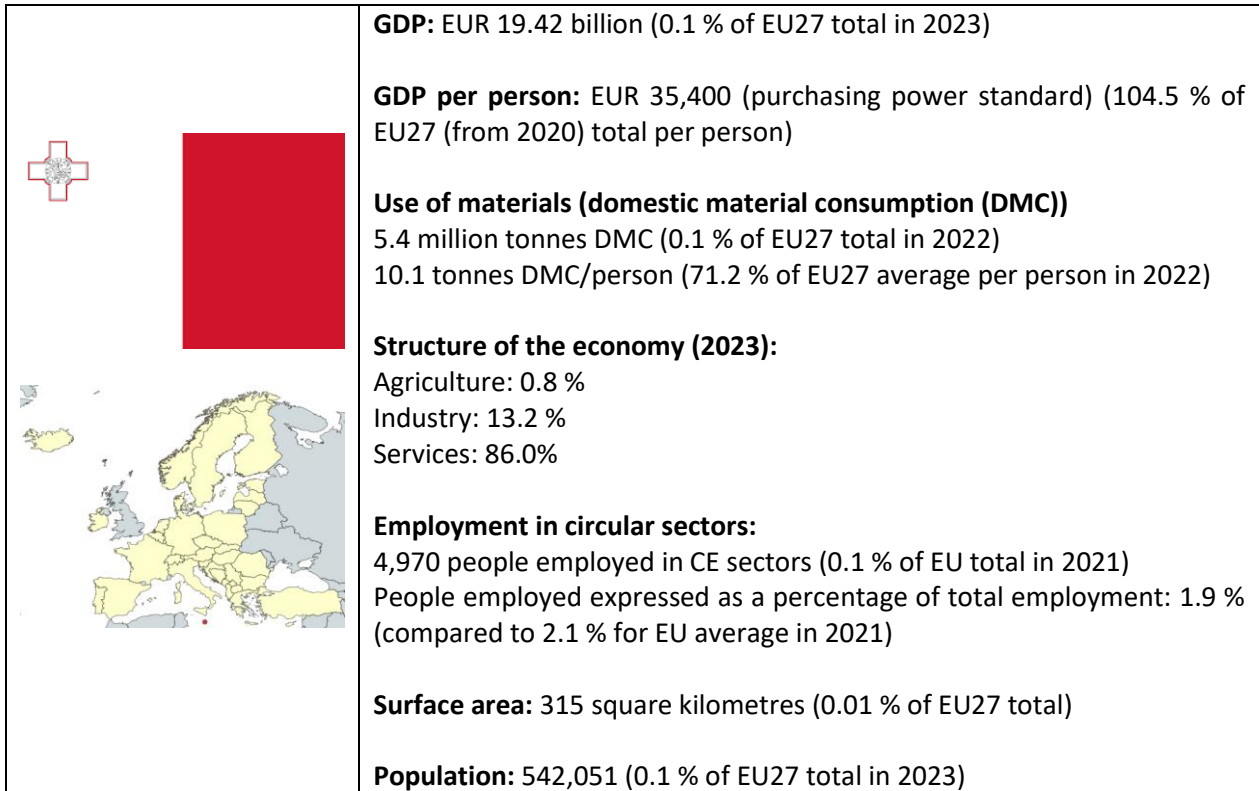 GDP: EUR 19.42 billion (0.1 % of EU27 total in 2023)
GDP per person: EUR 35,400 (purchasing power standard) (104.5 % of
EU27 (from 2020) total per person)
Use of materials (domestic material consumption (DMC))
5.4 million tonnes DMC (0.1 % of EU27 total in 2022)
10.1 tonnes DMC/person (71.2 % of EU27 average per person in 2022)
Structure of the economy (2023):
Agriculture: 0.8 %
Industry: 13.2 %
Services: 86.0%
Employment in circular sectors:
4,970 people employed in CE sectors (0.1 % of EU total in 2021)
People employed expressed as a percentage of total employment: 1.9 %
(compared to 2.1 % for EU average in 2021)
Surface area: 315 square kilometres (0.01 % of EU27 total)
Population: 542,051 (0.1 % of EU27 total in 2023)